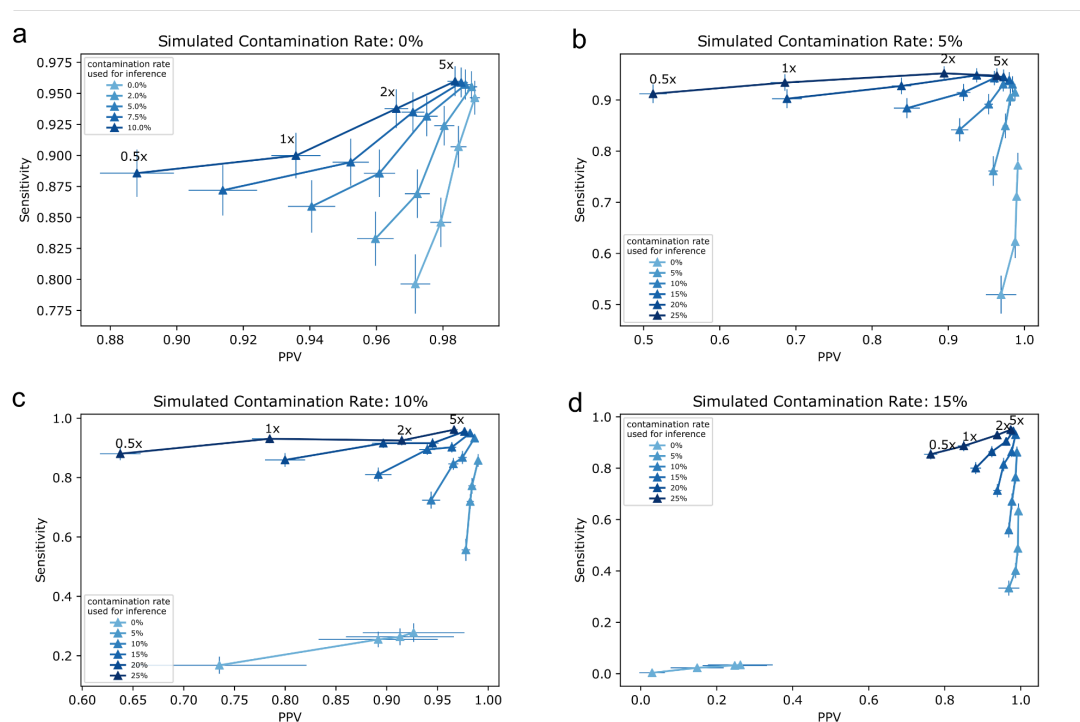 a
Simulated Contamination Rate: 0%
contamination rate
used for inference
0.0%
2.0%
5.0%
7.5%
10.0%
0.5x
1x
2x
5x
0.975
0.950
0.925
0.900
0.875
0.850
0.825
0.800
0.775
Sensitivity
0.88
0.90
0.92
0.94
0.96
0.98
PPV
b
Simulated Contamination Rate: 5%
0.5x
1x
2x
5x
contamination rate
used for inference
0%
5%
10%
15%
20%
25%
0.9
0.8
0.7
0.6
0.5
Sensitivity
0.5
0.6
0.7
0.8
0.9
1.0
PPV
c
Simulated Contamination Rate: 10%
0.5x
1x
2x
5x
contamination rate
used for inference
0%
5%
10%
15%
20%
25%
1.0
0.8
0.6
0.4
0.2
Sensitivity
0.60
0.65
0.70
0.75
0.80
0.85
0.90
0.95
1.00
PPV
d
Simulated Contamination Rate: 15%
contamination rate
used for inference
0%
5%
10%
15%
20%
25%
0.5x
1x
2x
5x
1.0
0.8
0.6
0.4
0.2
0.0
Sensitivity
0.0
0.2
0.4
0.6
0.8
1.0
PPV